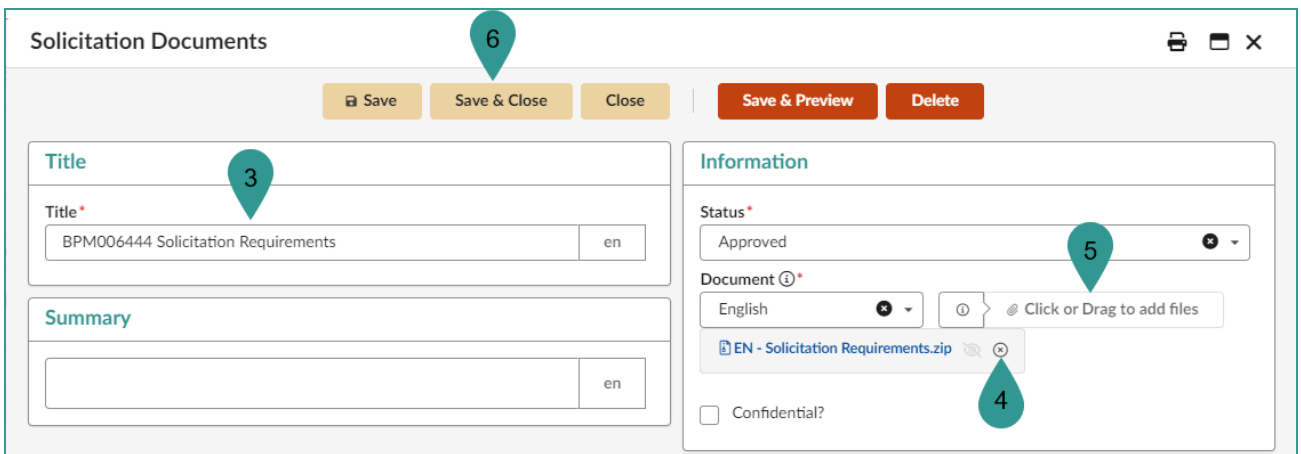 Solicitation Documents
6
Save
Save & Close
Close
Save & Preview
Delete
Title
3
Title*
BPM006444 Solicitation Requirements
en
Summary
en
Information
Status*
Approved
5
Document *
English
Click or Drag to add files
EN - Solicitation Requirements.zip
4
Confidential?